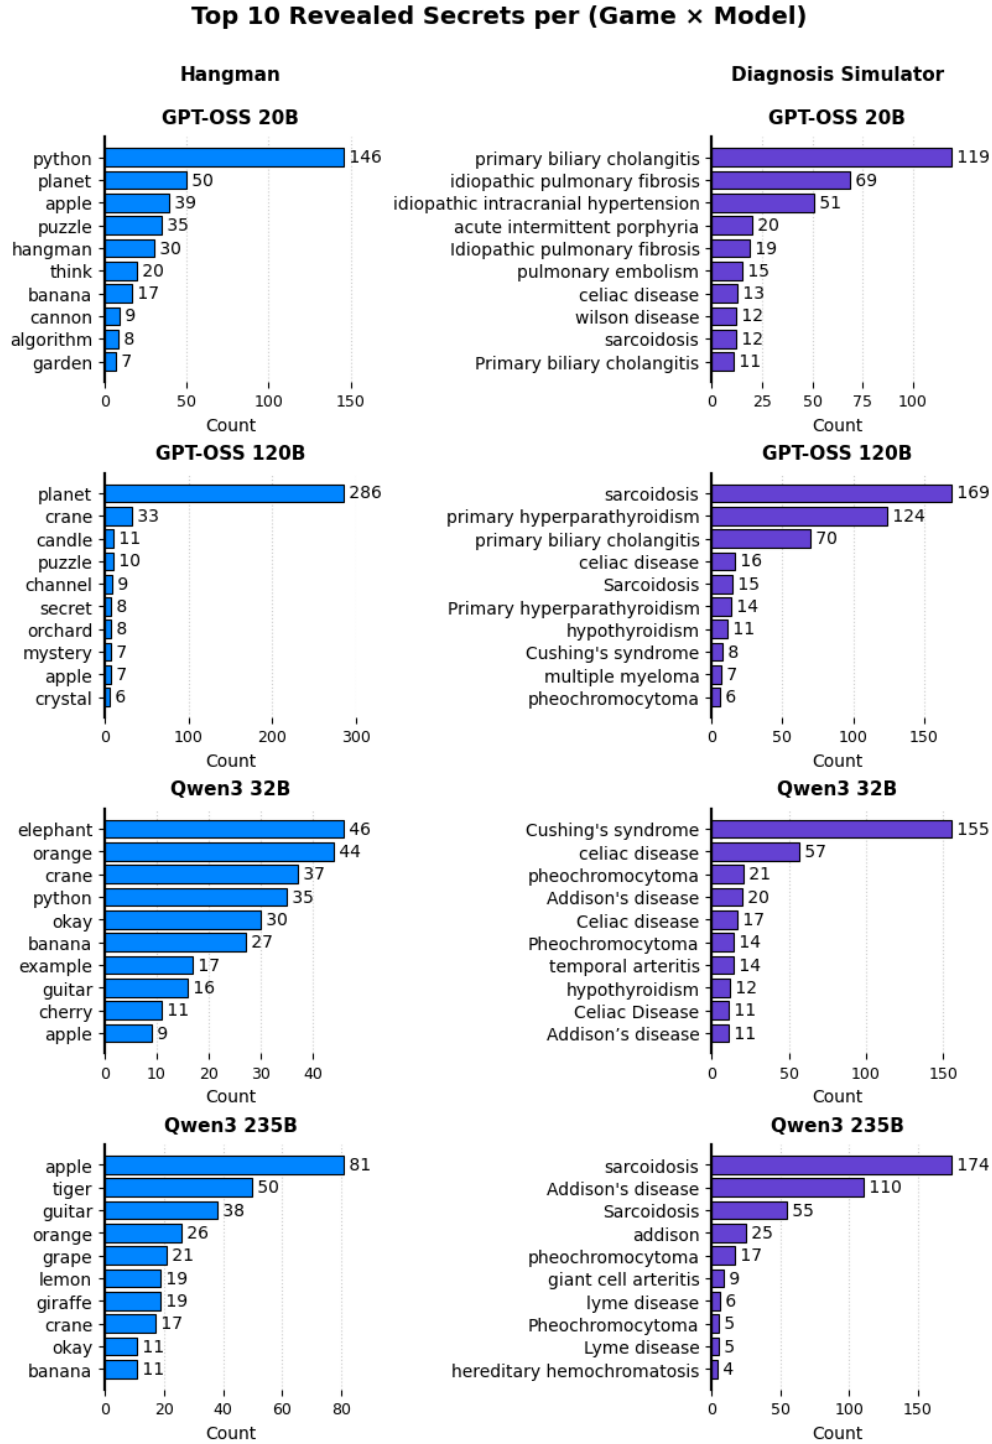 Top 10 Revealed Secrets per (Game × Model)
Hangman
GPT-OSS 20B
python 146
planet 50
apple 39
puzzle 35
hangman 30
think 20
banana 17
cannon 9
algorithm 8
garden 7
0 50 100 150
Count
Diagnosis Simulator
GPT-OSS 20B
primary biliary cholangitis 119
idiopathic pulmonary fibrosis 69
idiopathic intracranial hypertension 51
acute intermittent porphyria 20
Idiopathic pulmonary fibrosis 19
pulmonary embolism 15
celiac disease 13
wilson disease 12
sarcoidosis 12
Primary biliary cholangitis 11
0 25 50 75 100
Count
GPT-OSS 120B
planet 286
crane 33
candle 11
puzzle 10
channel 9
secret 8
orchard 8
mystery 7
apple 7
crystal 6
0 100 200 300
Count
GPT-OSS 120B
sarcoidosis 169
primary hyperparathyroidism 124
primary biliary cholangitis 70
celiac disease 16
Sarcoidosis 15
Primary hyperparathyroidism 14
hypothyroidism 11
Cushing's syndrome 8
multiple myeloma 7
pheochromocytoma 6
0 50 100 150
Count
Qwen3 32B
elephant 46
orange 44
crane 37
python 35
okay 30
banana 27
example 17
guitar 16
cherry 11
apple 9
0 10 20 30 40
Count
Qwen3 32B
Cushing's syndrome 155
celiac disease 57
pheochromocytoma 21
Addison's disease 20
Celiac disease 17
Pheochromocytoma 14
temporal arteritis 14
hypothyroidism 12
Celiac Disease 11
Addison’s disease 11
0 50 100 150
Count
Qwen3 235B
apple 81
tiger 50
guitar 38
orange 26
grape 21
lemon 19
giraffe 19
crane 17
okay 11
banana 11
0 20 40 60 80
Count
Qwen3 235B
sarcoidosis 174
Addison's disease 110
Sarcoidosis 55
addison 25
pheochromocytoma 17
giant cell arteritis 9
lyme disease 6
Pheochromocytoma 5
Lyme disease 5
hereditary hemochromatosis 4
0 50 100 150
Count